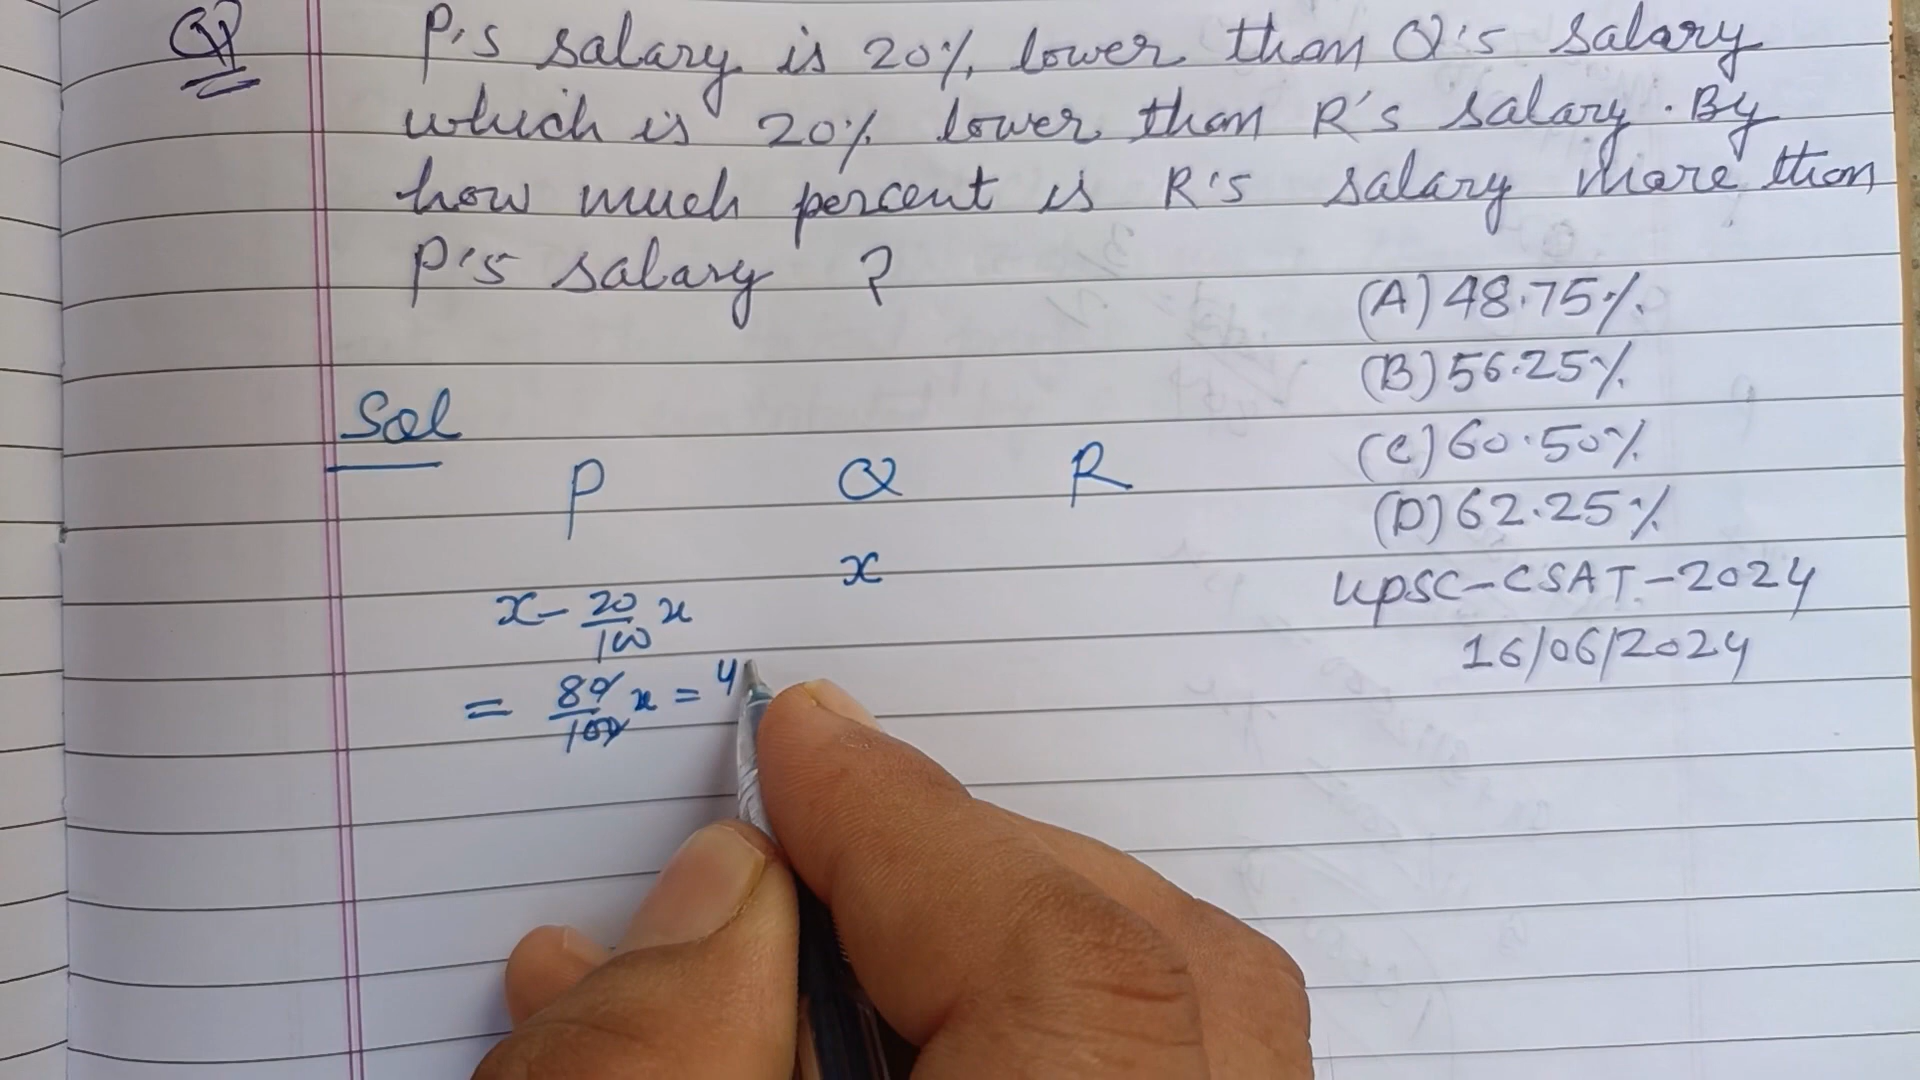 Q
P's salary is 20% lower than Q's salary
which is 20% lower than R's salary. By
how much percent is R's salary more than
P's salary ?
(A) 48.75%
(B) 56.25%
(C) 60.50%
(D) 62.25%
UPSC-CSAT-2024
16/06/2024
Sol
P Q R
x
x - 20/100 x
= 80/100 x = 4